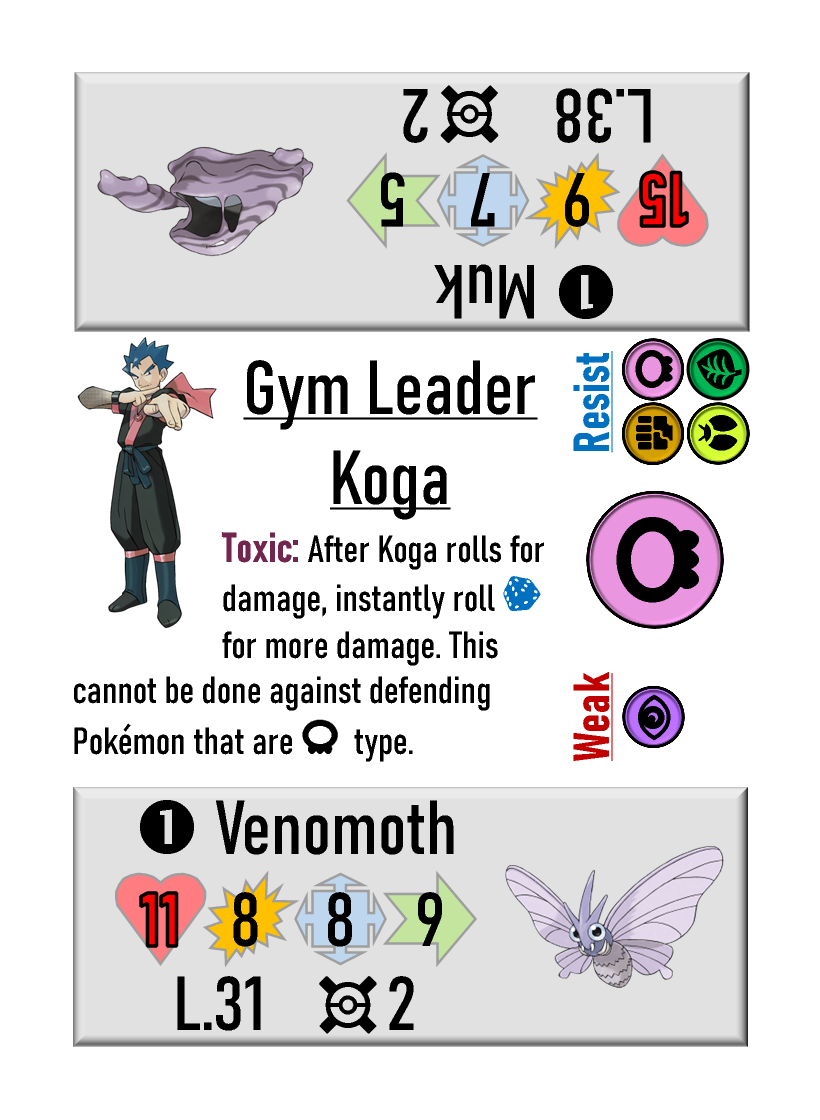 1 Muk
15 9 7 5
L.38 2
Gym Leader
Koga
Resist
Toxic: After Koga rolls for
damage, instantly roll
for more damage. This
cannot be done against defending
Pokémon that are type.
Weak
1 Venomoth
11 8 8 9
L.31 2